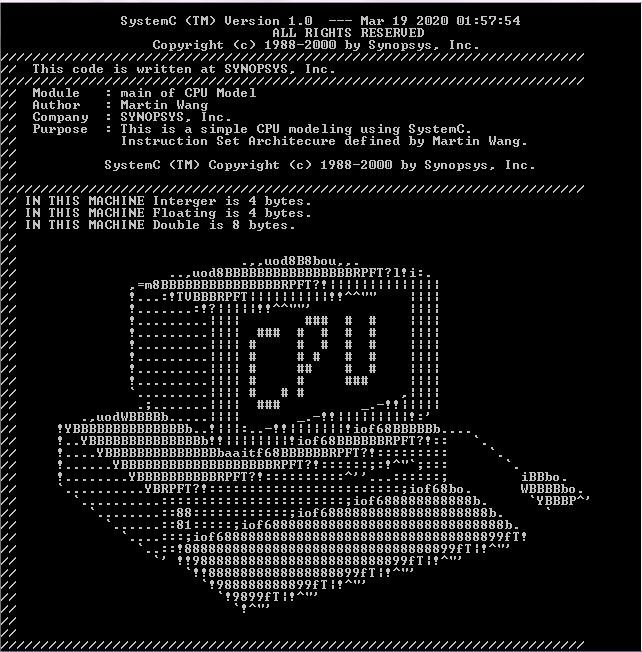 SystemC (TM) Version 1.0 --- Mar 19 2020 01:57:54
ALL RIGHTS RESERVED
Copyright (c) 1988-2000 by Synopsys, Inc.
///////////////////////////////////////////////////////////////////////
// This code is written at SYNOPSYS, Inc.
///////////////////////////////////////////////////////////////////////
// Module : main of CPU Model
// Author : Martin Wang
// Company : SYNOPSYS, Inc.
// Purpose : This is a simple CPU modeling using SystemC.
// Instruction Set Architecure defined by Martin Wang.
//
// SystemC (TM) Copyright (c) 1988-2000 by Synopsys, Inc.
//
///////////////////////////////////////////////////////////////////////
// IN THIS MACHINE Interger is 4 bytes.
// IN THIS MACHINE Floating is 4 bytes.
// IN THIS MACHINE Double is 8 bytes.
//
//
CPU
///////////////////////////////////////////////////////////////////////